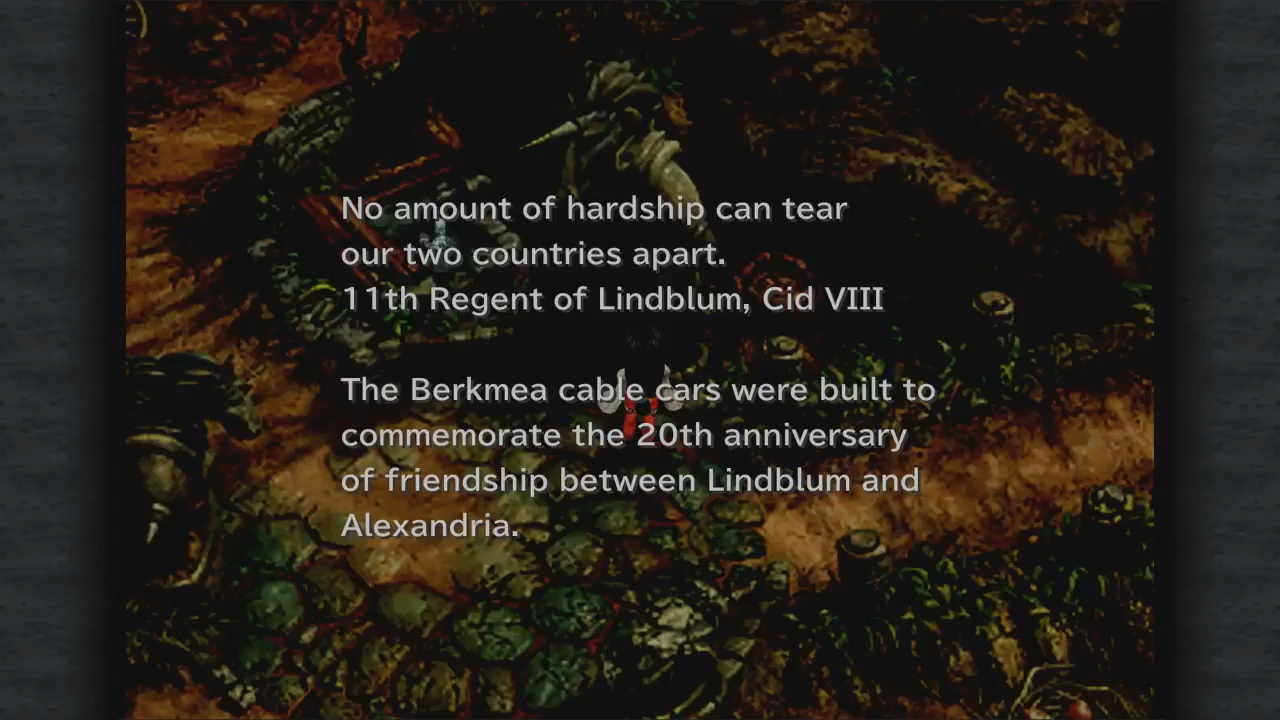 No amount of hardship can tear
our two countries apart.
11th Regent of Lindblum, Cid VIII
The Berkmea cable cars were built to
commemorate the 20th anniversary
of friendship between Lindblum and
Alexandria.